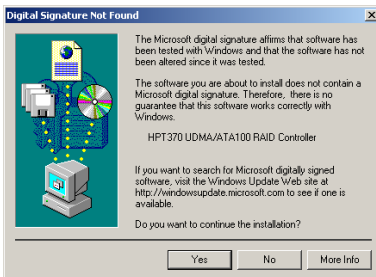 Digital Signature Not Found
The Microsoft digital signature affirms that software has
been tested with Windows and that the software has not
been altered since it was tested.
The software you are about to install does not contain a
Microsoft digital signature. Therefore, there is no
guarantee that this software works correctly with
Windows.
HPT370 UDMA/ATA100 RAID Controller
If you want to search for Microsoft digitally signed
software, visit the Windows Update Web site at
http://windowsupdate.microsoft.com to see if one is
available.
Do you want to continue the installation?
Yes No More Info